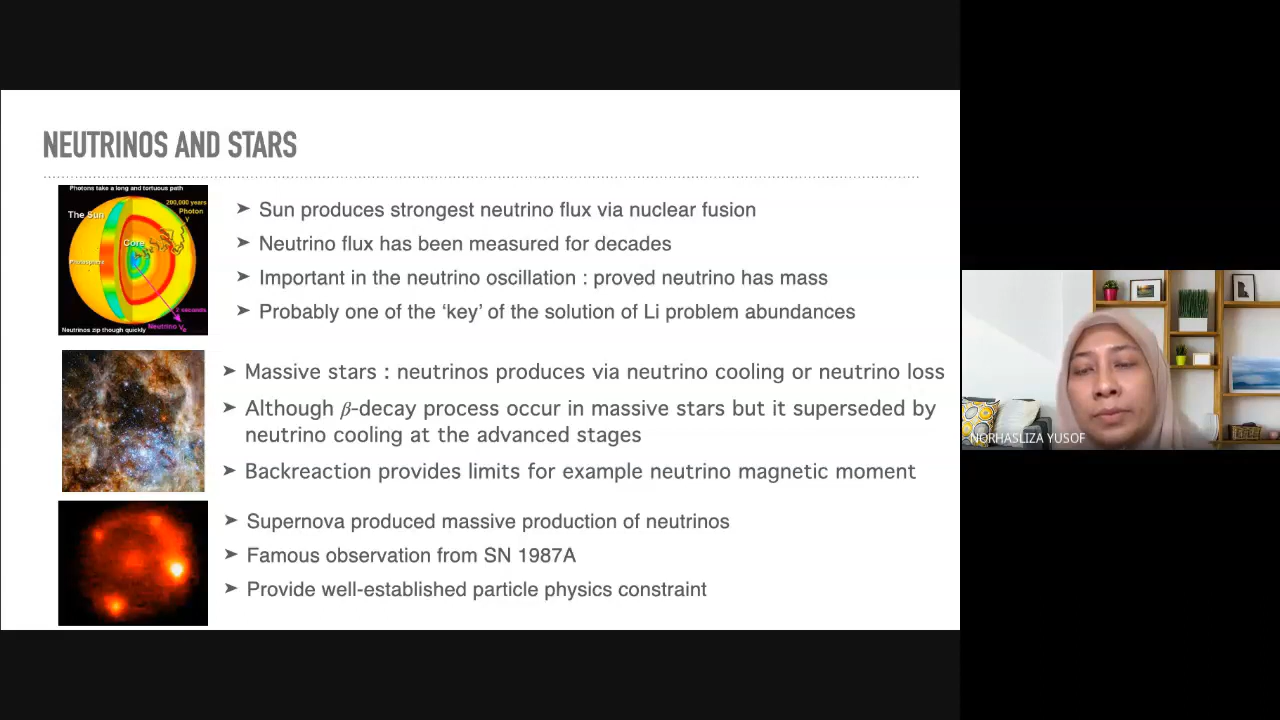 NEUTRINOS AND STARS
Photons take a long and tortuous path
200,000 years
Photon
γ
The Sun
Core
Photosphere
2 seconds
Neutrino νe
Neutrinos zip though quickly
➤ Sun produces strongest neutrino flux via nuclear fusion
➤ Neutrino flux has been measured for decades
➤ Important in the neutrino oscillation : proved neutrino has mass
➤ Probably one of the ‘key’ of the solution of Li problem abundances
➤ Massive stars : neutrinos produces via neutrino cooling or neutrino loss
➤ Although β-decay process occur in massive stars but it superseded by
neutrino cooling at the advanced stages
➤ Backreaction provides limits for example neutrino magnetic moment
➤ Supernova produced massive production of neutrinos
➤ Famous observation from SN 1987A
➤ Provide well-established particle physics constraint
NORHASLIZA YUSOF